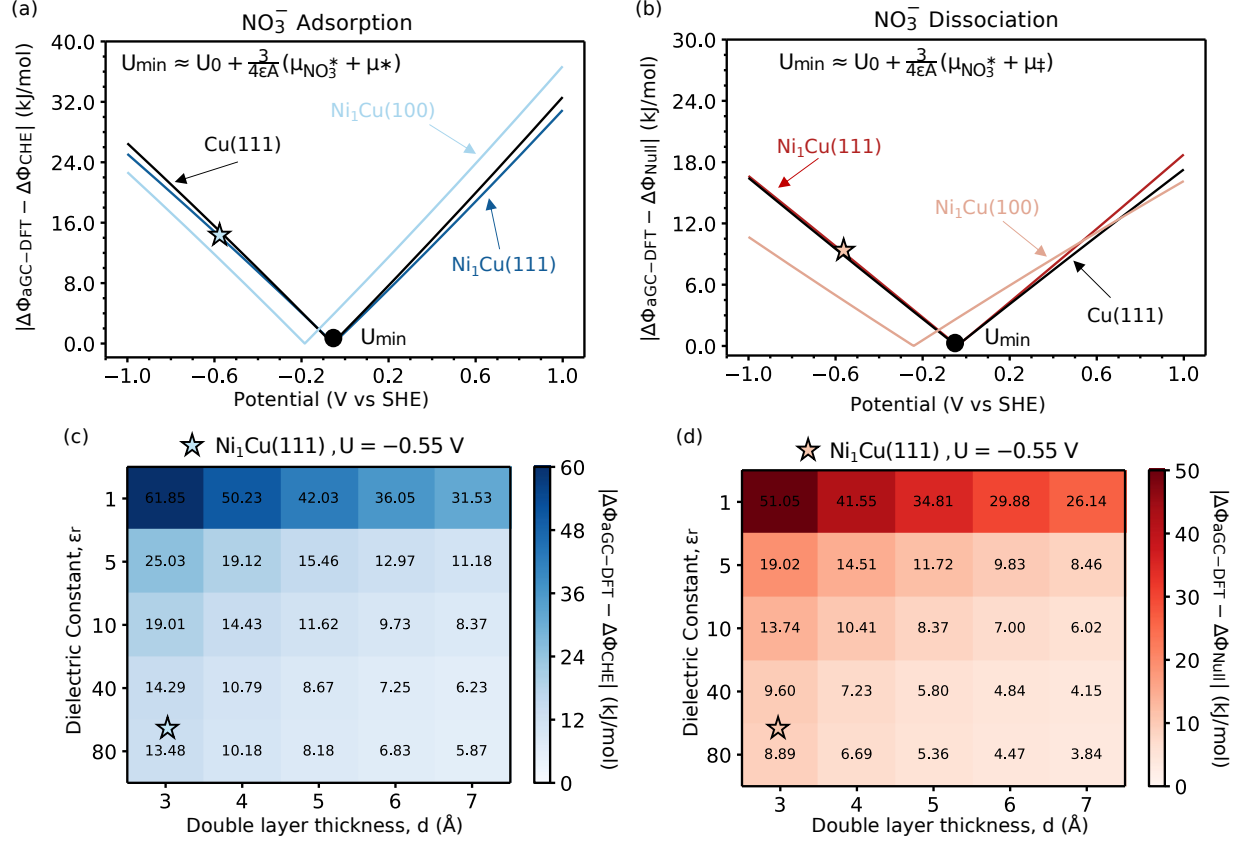 (a)
NO₃⁻ Adsorption
|ΔΦaGC−DFT − ΔΦCHE| (kJ/mol)
40.0
32.0
24.0
16.0
8.0
0.0
Umin ≈ U0 + 3/4εA (μNO₃* + μ*)
Ni₁Cu(100)
Cu(111)
Ni₁Cu(111)
Umin
−1.0
−0.6
−0.2
0.2
0.6
1.0
Potential (V vs SHE)
(b)
NO₃⁻ Dissociation
|ΔΦaGC−DFT − ΔΦNull| (kJ/mol)
30.0
24.0
18.0
12.0
6.0
0.0
Umin ≈ U0 + 3/4εA (μNO₃* + μ‡)
Ni₁Cu(111)
Ni₁Cu(100)
Cu(111)
Umin
−1.0
−0.6
−0.2
0.2
0.6
1.0
Potential (V vs SHE)
(c)
Ni₁Cu(111) , U = −0.55 V
Dielectric Constant, εr
1 61.85 50.23 42.03 36.05 31.53
5 25.03 19.12 15.46 12.97 11.18
10 19.01 14.43 11.62 9.73 8.37
40 14.29 10.79 8.67 7.25 6.23
80 13.48 10.18 8.18 6.83 5.87
3 4 5 6 7
Double layer thickness, d (Å)
60
48
36
24
12
0
|ΔΦaGC−DFT − ΔΦCHE| (kJ/mol)
(d)
Ni₁Cu(111) , U = −0.55 V
Dielectric Constant, εr
1 51.05 41.55 34.81 29.88 26.14
5 19.02 14.51 11.72 9.83 8.46
10 13.74 10.41 8.37 7.00 6.02
40 9.60 7.23 5.80 4.84 4.15
80 8.89 6.69 5.36 4.47 3.84
3 4 5 6 7
Double layer thickness, d (Å)
50
40
30
20
10
0
|ΔΦaGC−DFT − ΔΦNull| (kJ/mol)